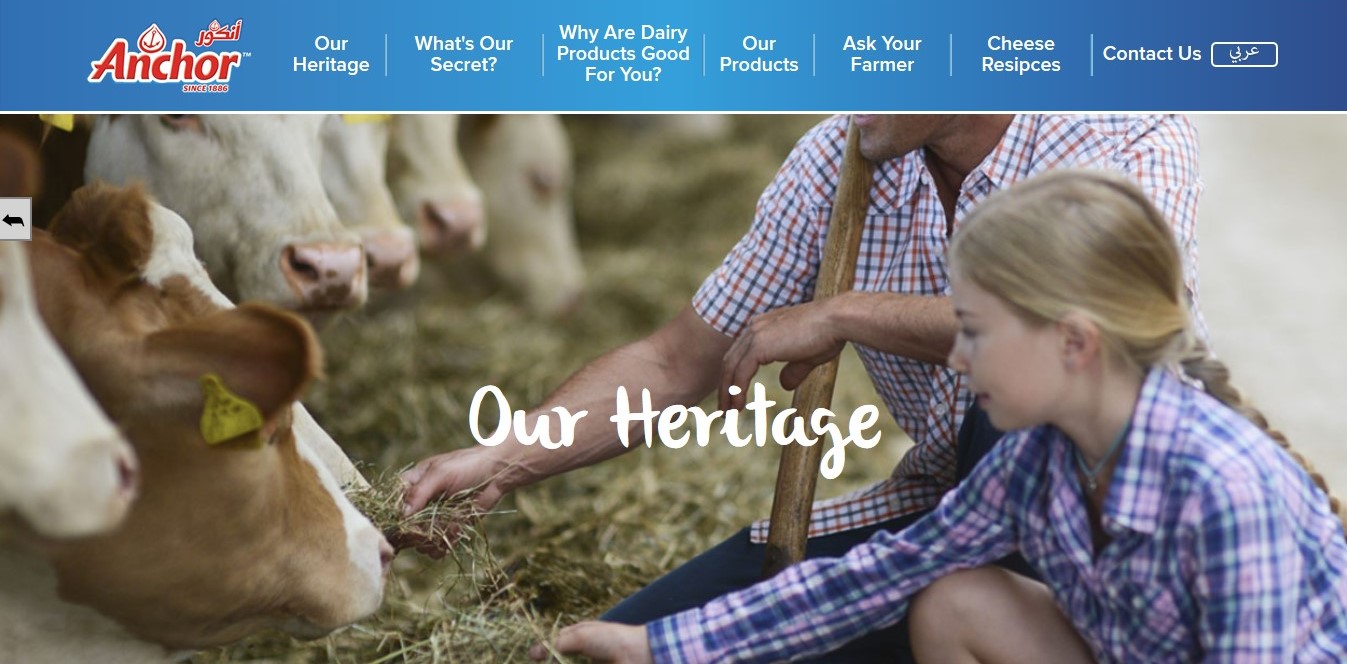 أنكور
Anchor™
SINCE 1886
Our
Heritage
What's Our
Secret?
Why Are Dairy
Products Good
For You?
Our
Products
Ask Your
Farmer
Cheese
Resipces
Contact Us
عربي
Our Heritage